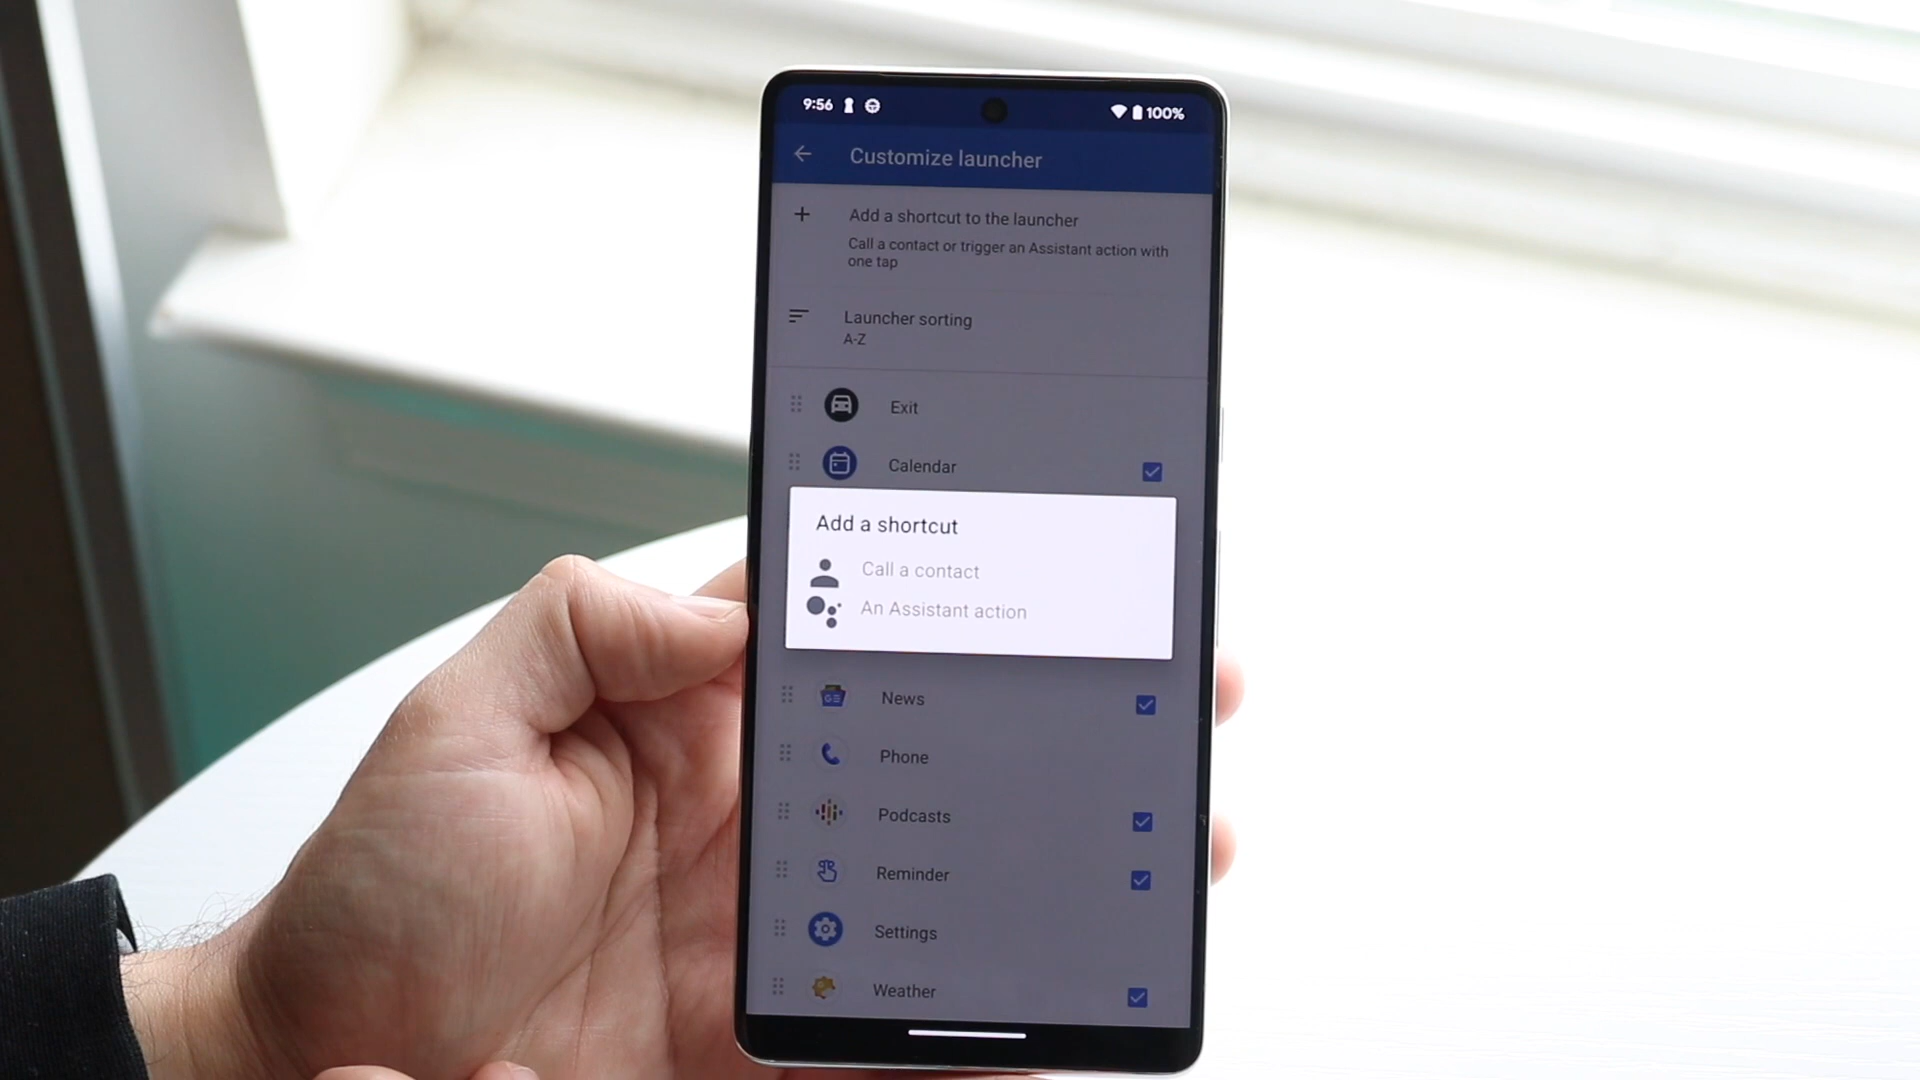 9:56
100%
Customize launcher
Add a shortcut to the launcher
Call a contact or trigger an Assistant action with
one tap
Launcher sorting
A-Z
Exit
Calendar
Add a shortcut
Call a contact
An Assistant action
News
Phone
Podcasts
Reminder
Settings
Weather